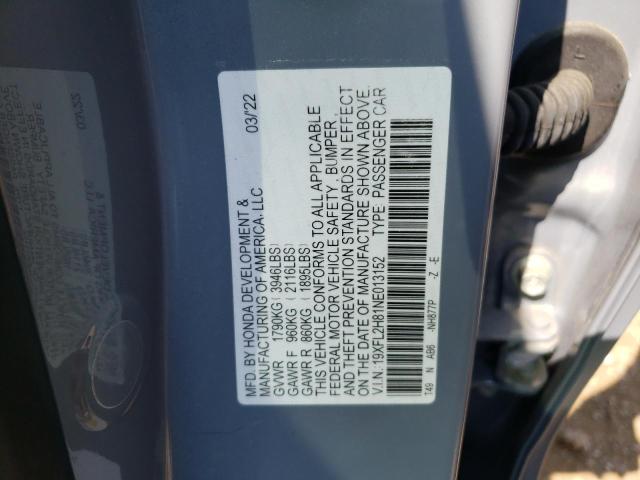 MFD. BY HONDA DEVELOPMENT & 03/22
MANUFACTURING OF AMERICA, LLC
GVWR 1790KG (3946LBS)
GAWR F 960KG (2116LBS)
GAWR R 860KG (1895LBS)
THIS VEHICLE CONFORMS TO ALL APPLICABLE
FEDERAL MOTOR VEHICLE SAFETY, BUMPER,
AND THEFT PREVENTION STANDARDS IN EFFECT
ON THE DATE OF MANUFACTURE SHOWN ABOVE.
V.I.N.: 19XFL2H81NE013152 TYPE: PASSENGER CAR
T49 N AB6 -NH877P -Z -E